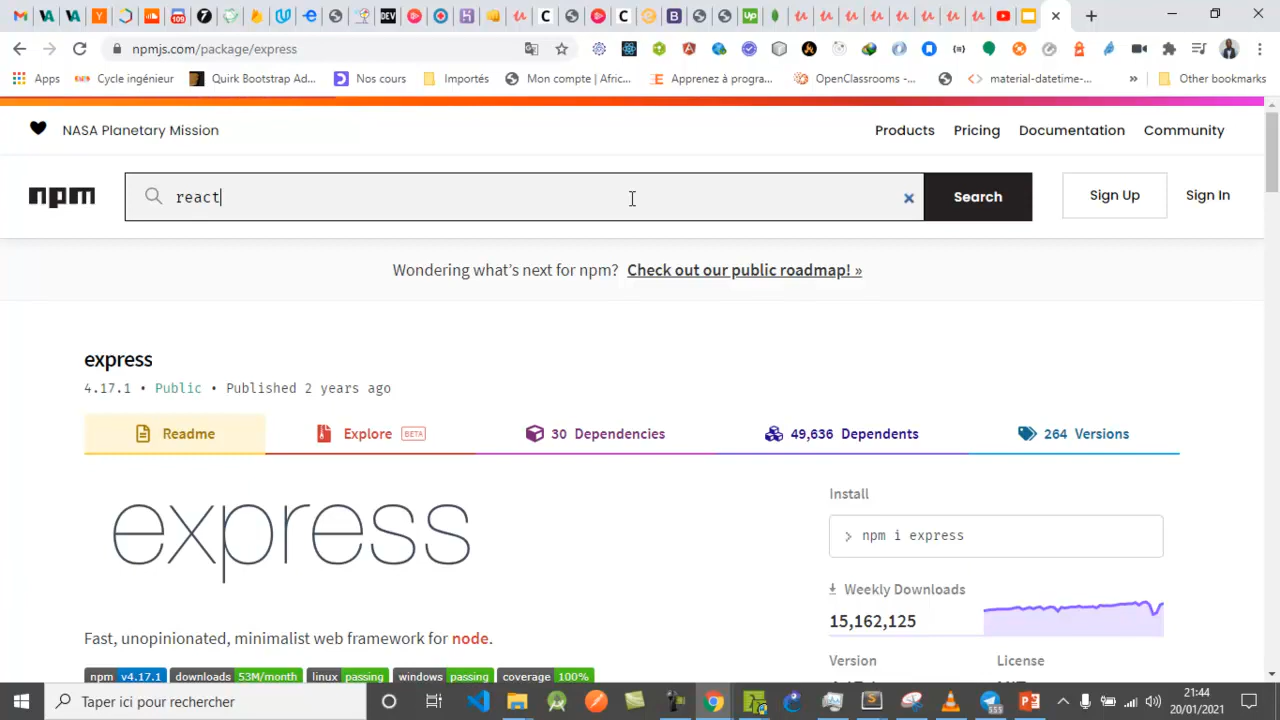 npmjs.com/package/express
Apps
Cycle ingénieur
Quirk Bootstrap Ad...
Nos cours
Importés
Mon compte | Afric...
Apprenez à progra...
OpenClassrooms -...
material-datetime-...
»
Other bookmarks
NASA Planetary Mission
Products
Pricing
Documentation
Community
npm
react
Search
Sign Up
Sign In
Wondering what's next for npm? Check out our public roadmap! »
express
4.17.1 • Public • Published 2 years ago
Readme
Explore BETA
30 Dependencies
49,636 Dependents
264 Versions
express
Install
> npm i express
Weekly Downloads
15,162,125
Fast, unopinionated, minimalist web framework for node.
Version
License
npm v4.17.1
downloads 53M/month
linux passing
windows passing
coverage 100%
Taper ici pour rechercher
21:44
20/01/2021